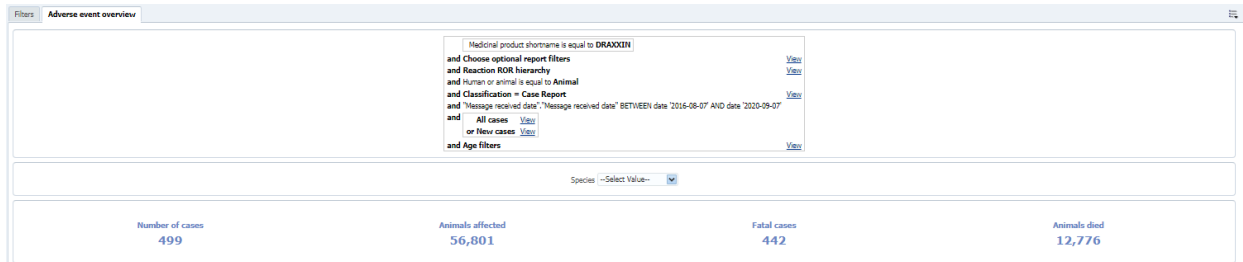 Filters Adverse event overview
Medicinal product shortname is equal to DRAXXIN
and Choose optional report filters View
and Reaction ROR hierarchy View
and Human or animal is equal to Animal
and Classification = Case Report View
and "Message received date"."Message received date" BETWEEN date '2016-08-07' AND date '2020-09-07'
and All cases View
or New cases View
and Age filters View
Species --Select Value--
Number of cases Animals affected Fatal cases Animals died
499 56,801 442 12,776